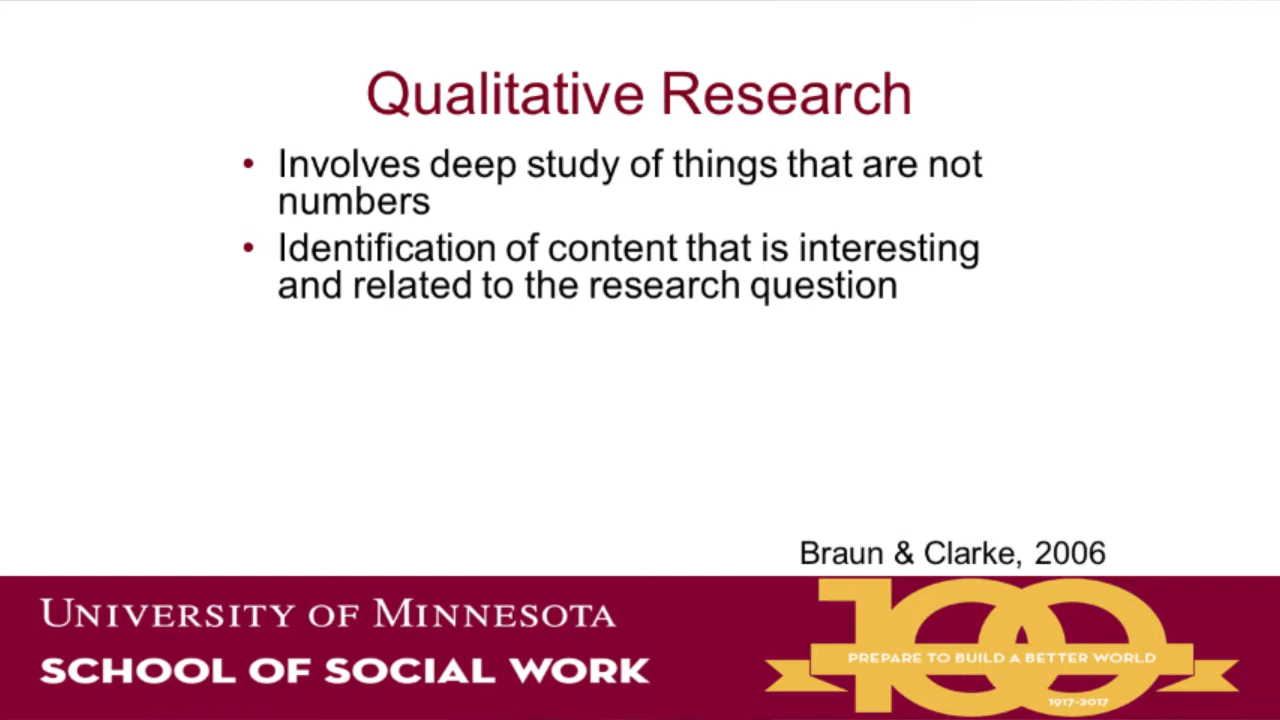 Qualitative Research
• Involves deep study of things that are not
numbers
• Identification of content that is interesting
and related to the research question
Braun & Clarke, 2006
UNIVERSITY OF MINNESOTA
SCHOOL OF SOCIAL WORK
100
PREPARE TO BUILD A BETTER WORLD
1917-2017